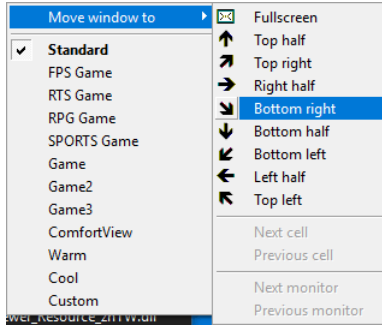 Move window to
Standard
FPS Game
RTS Game
RPG Game
SPORTS Game
Game
Game2
Game3
ComfortView
Warm
Cool
Custom
Fullscreen
Top half
Top right
Right half
Bottom right
Bottom half
Bottom left
Left half
Top left
Next cell
Previous cell
Next monitor
Previous monitor
ewer_Resource_zhTW.dll